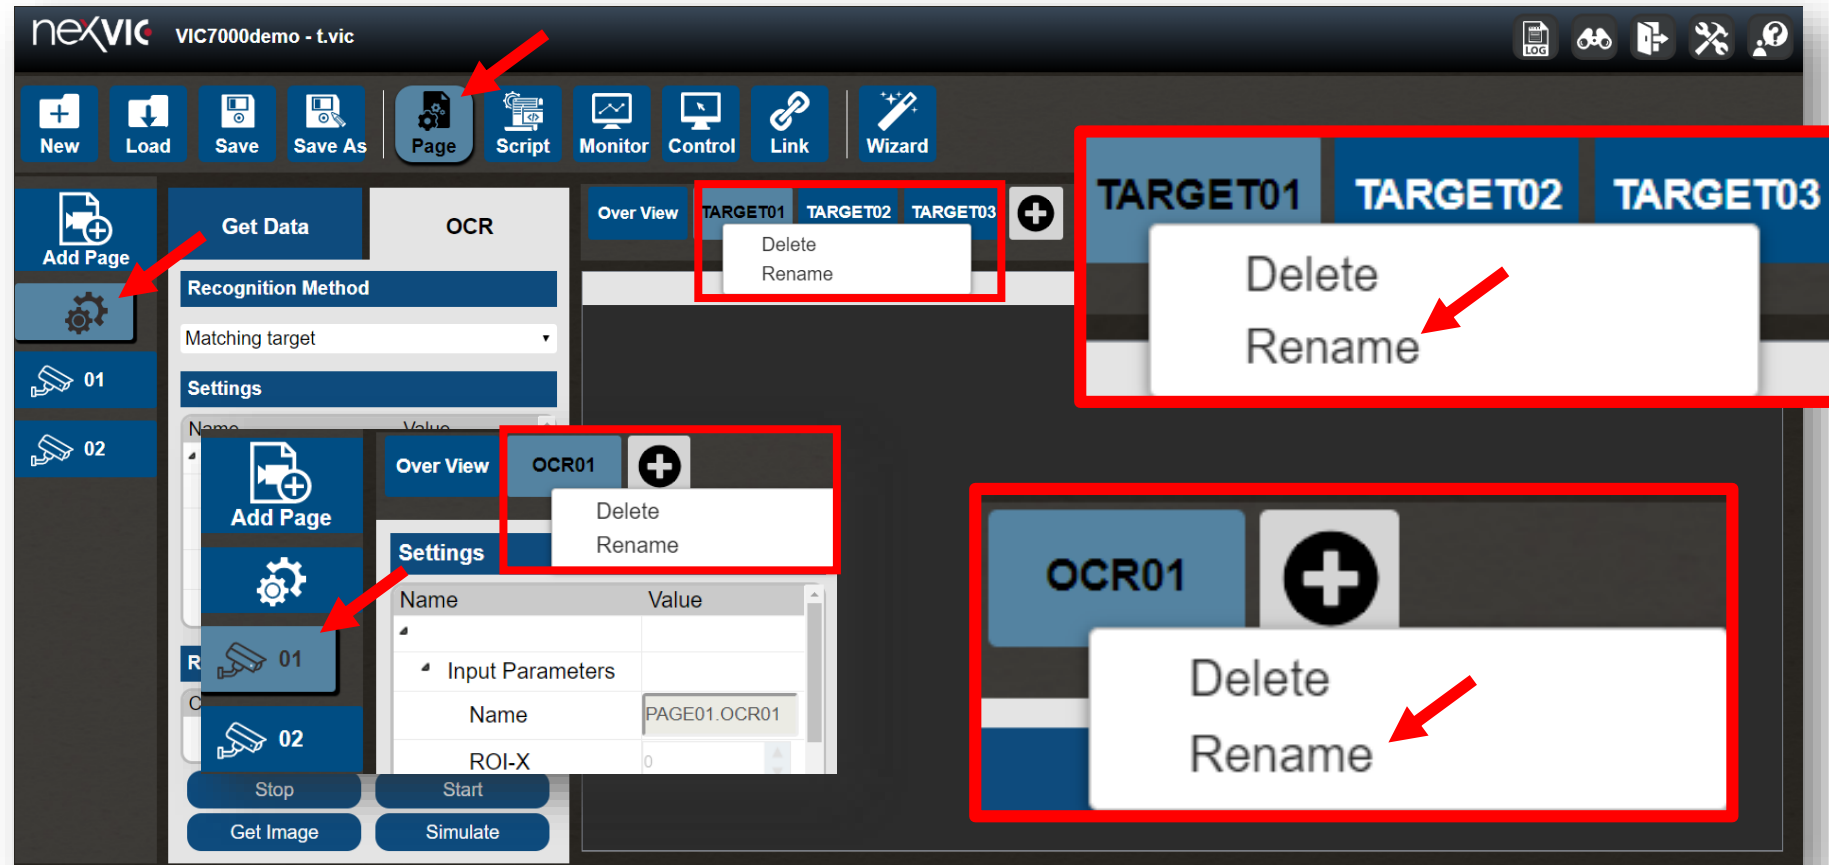 nexvic VIC7000demo - t.vic
LOG
New Load Save Save As Page Script Monitor Control Link Wizard
Add Page
01
02
Get Data OCR
Recognition Method
Matching target
Settings
Name Value
Stop Start
Get Image Simulate
Over View TARGET01 TARGET02 TARGET03
Delete
Rename
TARGET01 TARGET02 TARGET03
Delete
Rename
Add Page
01
02
Over View OCR01
Delete
Rename
Settings
Name Value
Input Parameters
Name PAGE01.OCR01
ROI-X 0
OCR01
Delete
Rename